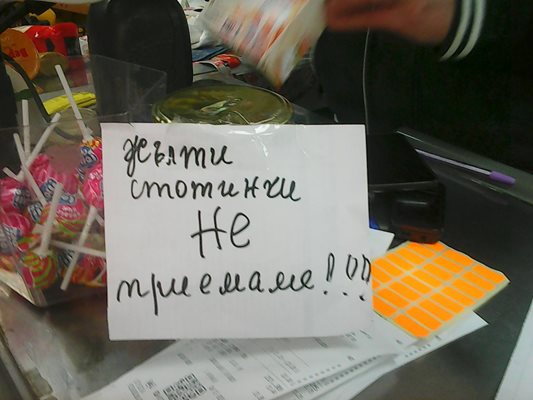 жълти
стотинки
НЕ
приемаме!!!